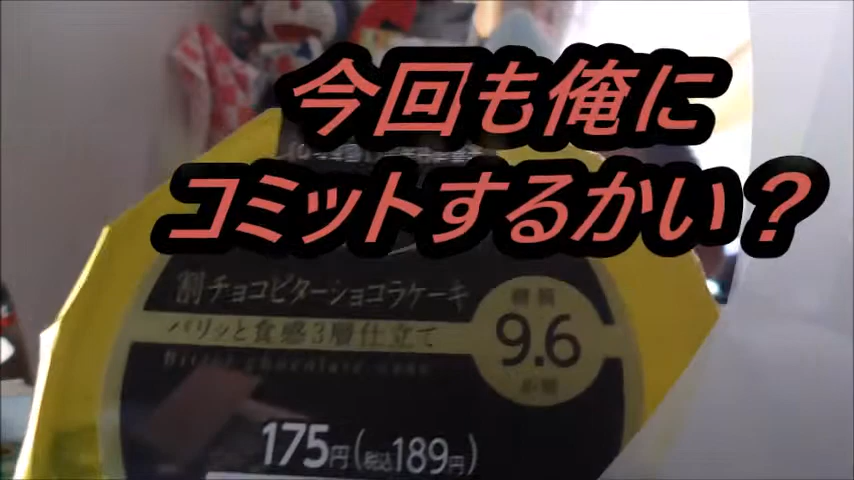 今回も俺に
コミットするかい？
割チョコビターショコラケーキ
パリッと食感3層仕立て
糖質
9.6
175円(税込189円)